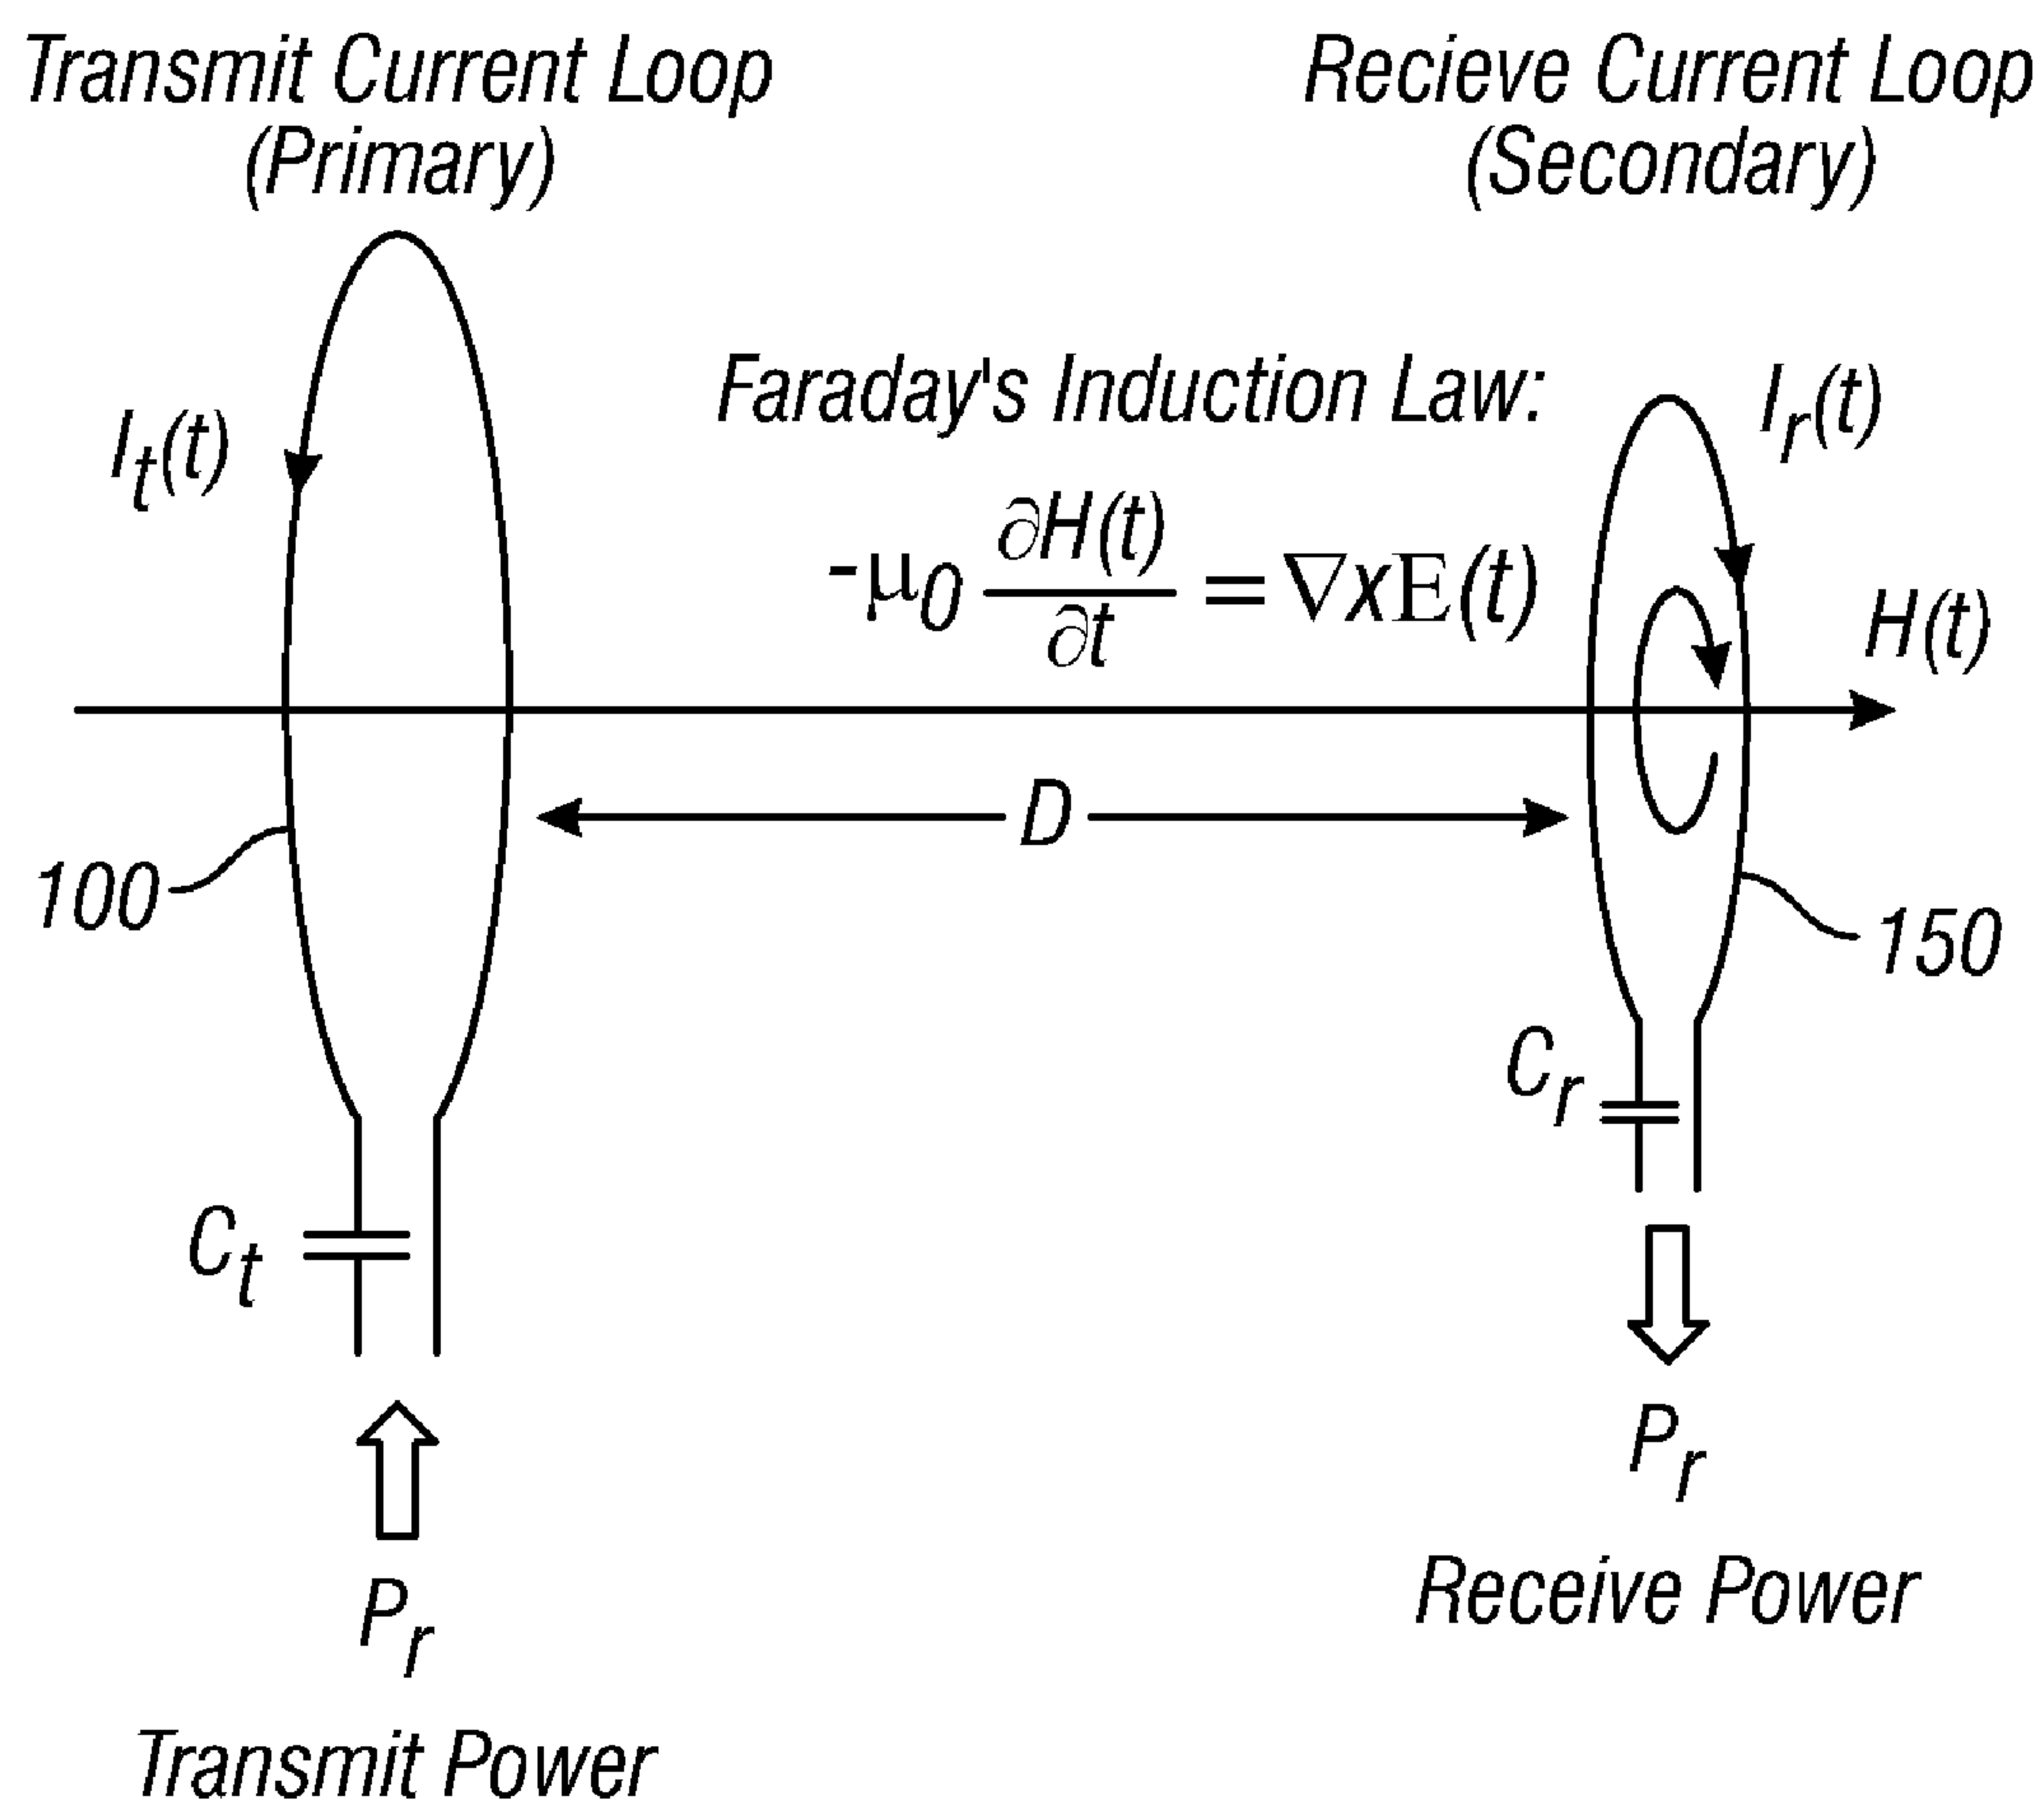 Transmit Current Loop
(Primary)
Recieve Current Loop
(Secondary)
I_t(t)
Faraday's Induction Law:
-μ_0 ∂H(t)/∂t = ∇xE(t)
I_r(t)
H(t)
D
100
150
C_r
C_t
P_r
Receive Power
P_r
Transmit Power